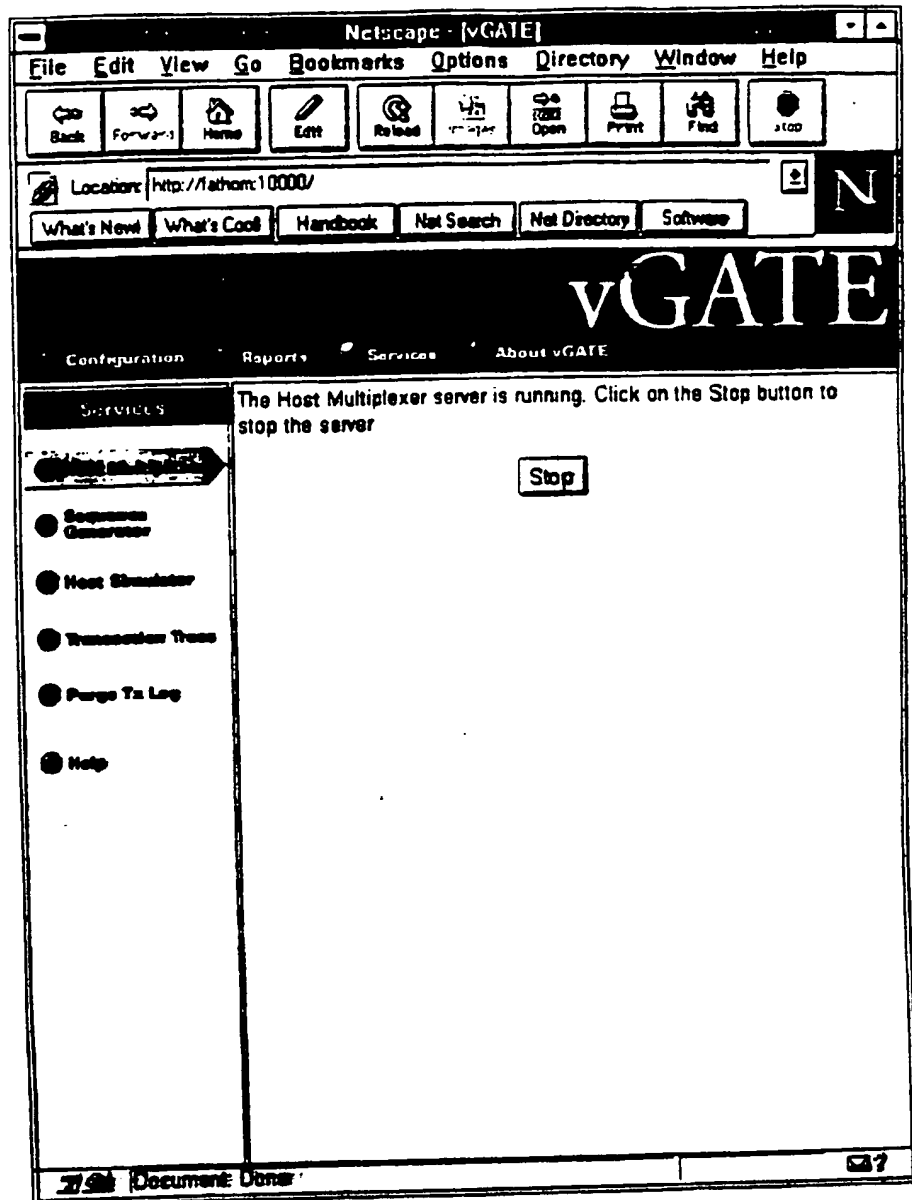 Netscape - [vGATE]
File Edit View Go Bookmarks Options Directory Window Help
Back Forward Home Edit Reload Images Open Print Find Stop
Location: http://fathom:10000/
What's New! What's Cool! Handbook Net Search Net Directory Software
N
vGATE
Configuration Reports Services About vGATE
Services
The Host Multiplexer server is running. Click on the Stop button to
stop the server
Stop
Sequence
Generator
Host Simulator
Transaction Trace
Purge Tx Log
Help
Document: Done